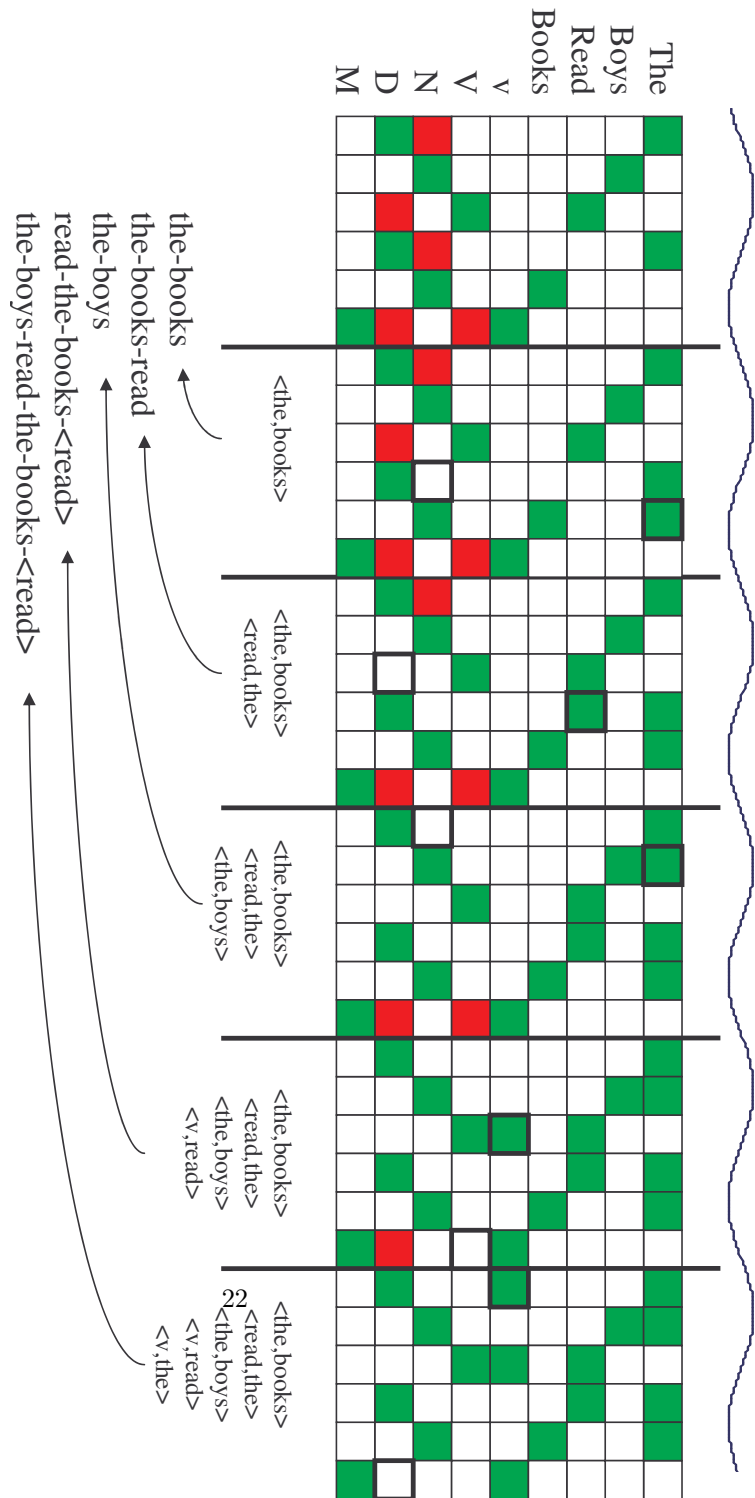 The
Boys
Read
Books
v
V
N
D
M
<the,books>
<the,books>
<read,the>
<the,books>
<read,the>
<the,boys>
<the,books>
<read,the>
<the,boys>
<v,read>
<the,books>
<read,the>
<the,boys>
<v,read>
<v,the>
the-books
the-books-read
the-boys
read-the-books-<read>
the-boys-read-the-books-<read>
22